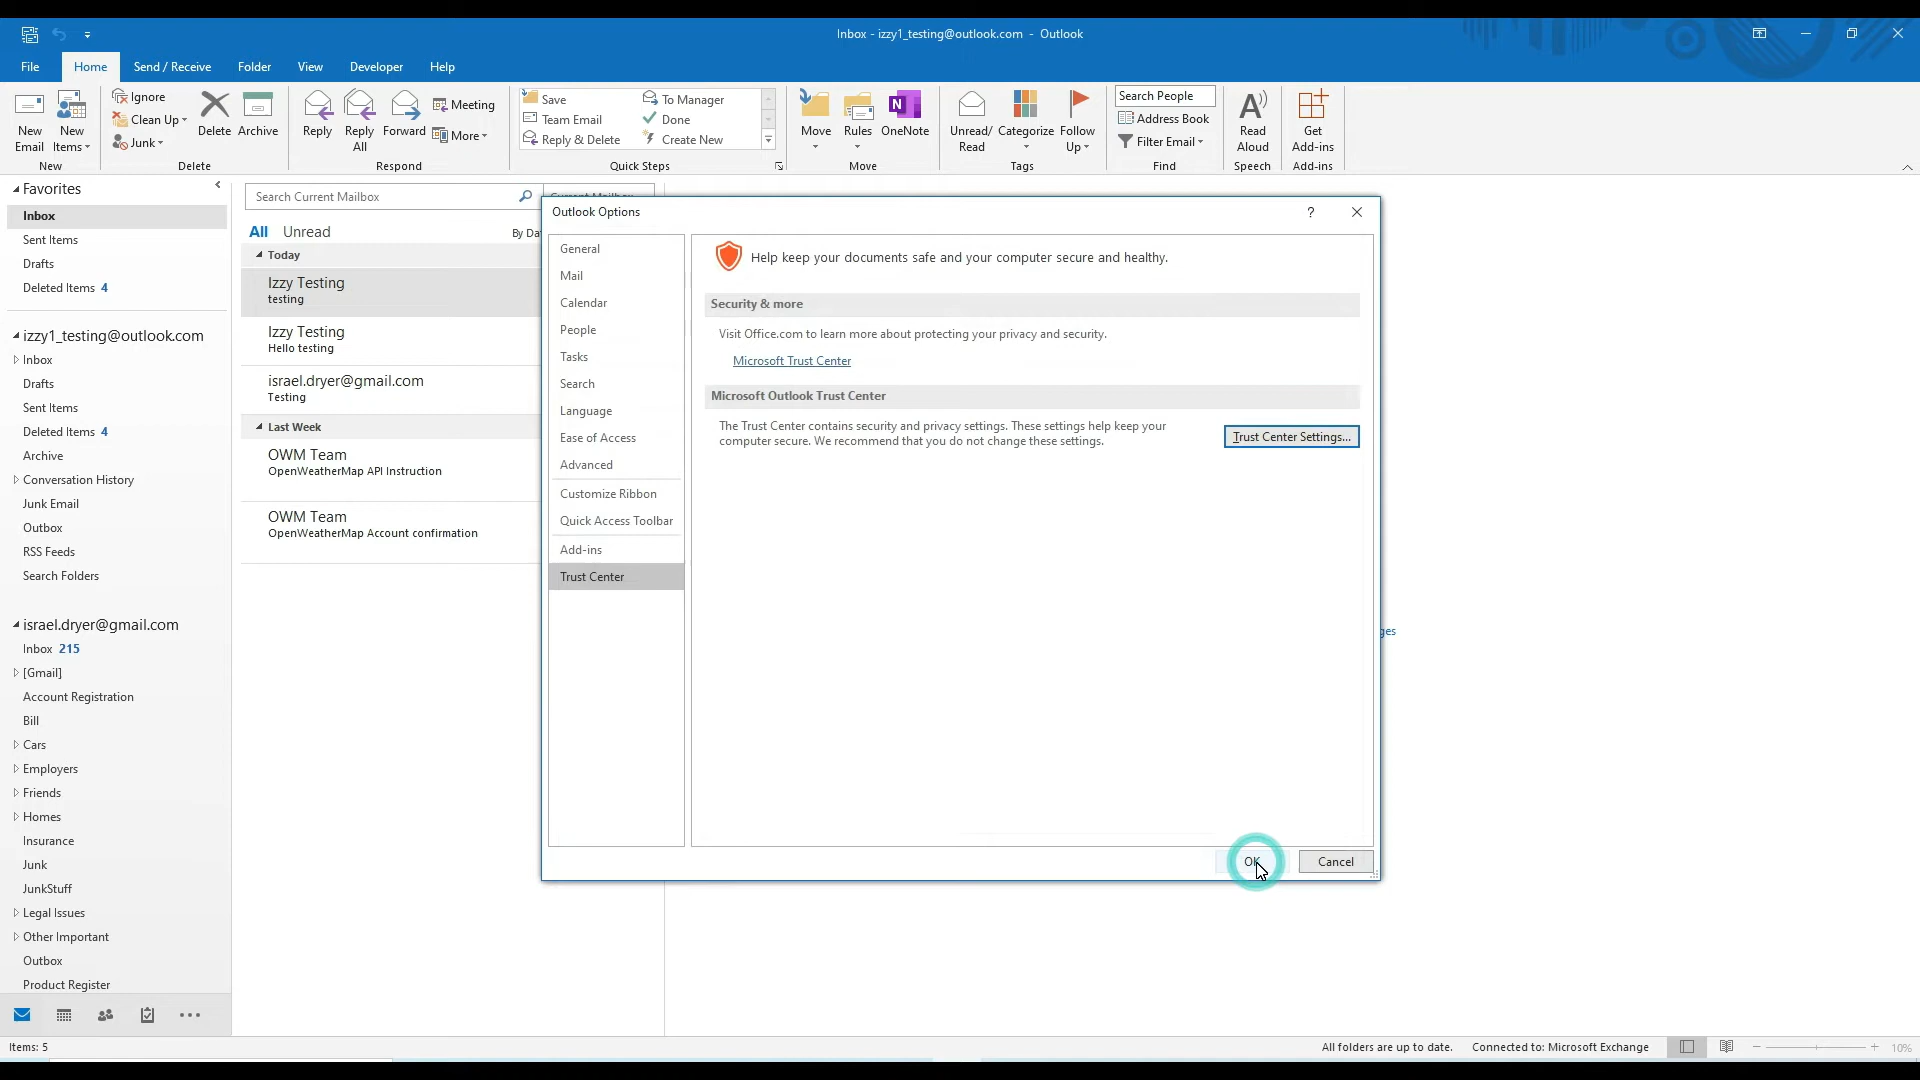 Inbox - izzy1_testing@outlook.com - Outlook
File Home Send / Receive Folder View Developer Help
New Email
New Items
Ignore
Clean Up
Junk
Delete
Archive
Reply
Reply All
Forward
Meeting
More
Save
Team Email
Reply & Delete
To Manager
Done
Create New
Move
Rules
OneNote
Unread/ Read
Categorize
Follow Up
Search People
Address Book
Filter Email
Read Aloud
Get Add-ins
New Delete Respond Quick Steps Move Tags Find Speech Add-ins
Favorites
Inbox
Sent Items
Drafts
Deleted Items 4
izzy1_testing@outlook.com
Inbox
Drafts
Sent Items
Deleted Items 4
Archive
Conversation History
Junk Email
Outbox
RSS Feeds
Search Folders
israel.dryer@gmail.com
Inbox 215
[Gmail]
Account Registration
Bill
Cars
Employers
Friends
Homes
Insurance
Junk
JunkStuff
Legal Issues
Other Important
Outbox
Product Register
Search Current Mailbox
Current Mailbox
All Unread By Da
Today
Izzy Testing
testing
Izzy Testing
Hello testing
israel.dryer@gmail.com
Testing
Last Week
OWM Team
OpenWeatherMap API Instruction
OWM Team
OpenWeatherMap Account confirmation
Outlook Options
?
General
Mail
Calendar
People
Tasks
Search
Language
Ease of Access
Advanced
Customize Ribbon
Quick Access Toolbar
Add-ins
Trust Center
Help keep your documents safe and your computer secure and healthy.
Security & more
Visit Office.com to learn more about protecting your privacy and security.
Microsoft Trust Center
Microsoft Outlook Trust Center
The Trust Center contains security and privacy settings. These settings help keep your
computer secure. We recommend that you do not change these settings.
Trust Center Settings...
ges
OK Cancel
Items: 5
All folders are up to date. Connected to: Microsoft Exchange 10%